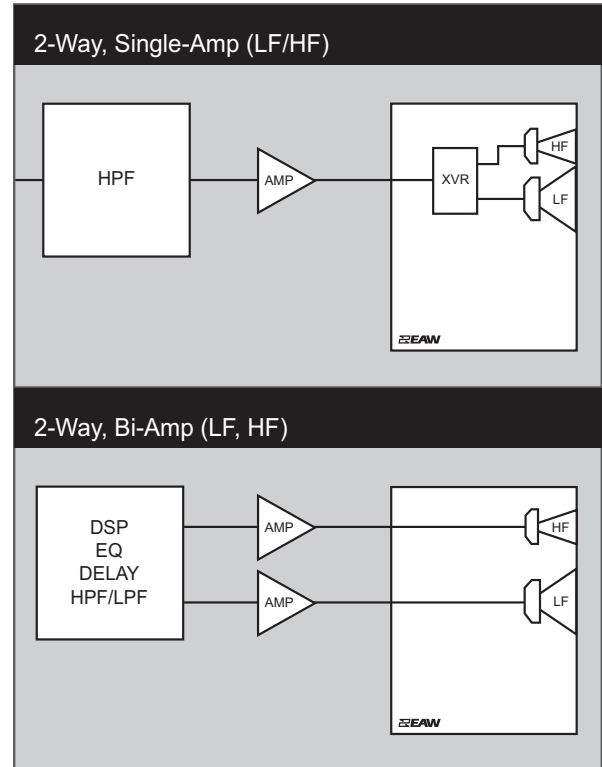 2-Way, Single-Amp (LF/HF)
HPF
AMP
XVR
HF
LF
EAW
2-Way, Bi-Amp (LF, HF)
DSP
EQ
DELAY
HPF/LPF
AMP
AMP
HF
LF
EAW